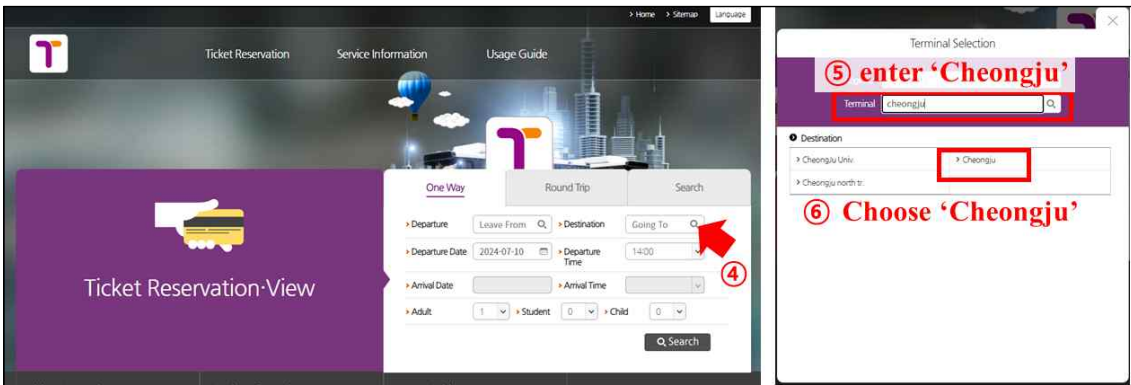 > Home > Sitemap Language
Ticket Reservation Service Information Usage Guide
One Way Round Trip Search
Departure Leave From Destination Going To
Departure Date 2024-07-10 Departure Time 14:00
④
Arrival Date Arrival Time
Adult 1 Student 0 Child 0
Search
Ticket Reservation·View
Terminal Selection
⑤ enter ‘Cheongju’
Terminal cheongju
Destination
> CheongJu Univ. > Cheongju
> Cheongju north tr.
⑥ Choose ‘Cheongju’